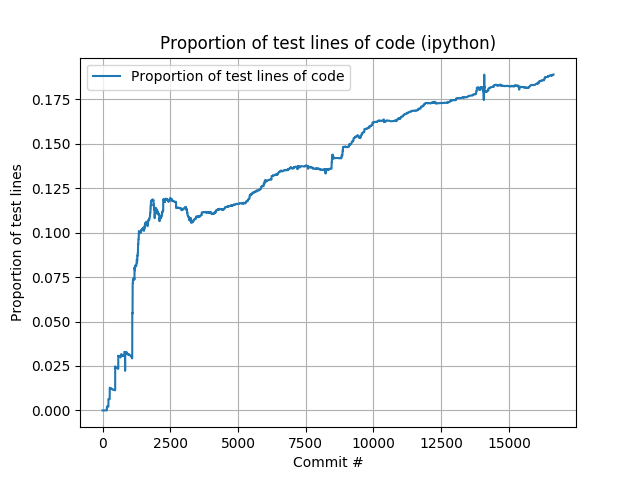 Proportion of test lines of code (ipython)
Proportion of test lines of code
Proportion of test lines
0.175
0.150
0.125
0.100
0.075
0.050
0.025
0.000
0 2500 5000 7500 10000 12500 15000
Commit #